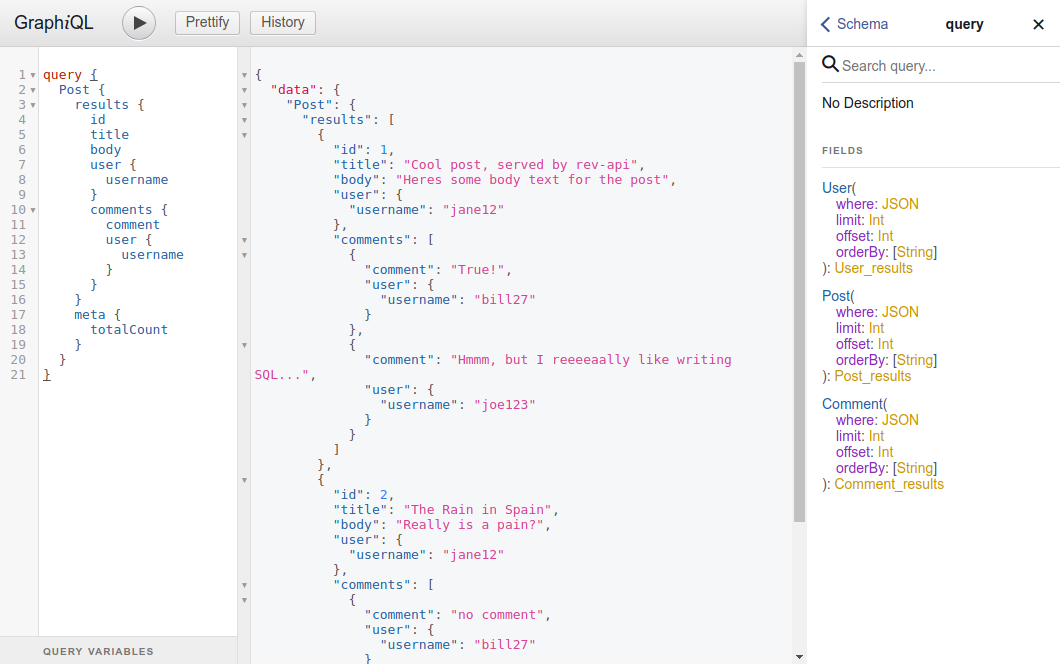 GraphiQL
Prettify
History
1 query {
2 Post {
3 results {
4 id
5 title
6 body
7 user {
8 username
9 }
10 comments {
11 comment
12 user {
13 username
14 }
15 }
16 }
17 meta {
18 totalCount
19 }
20 }
21 }
QUERY VARIABLES
{
"data": {
"Post": {
"results": [
{
"id": 1,
"title": "Cool post, served by rev-api",
"body": "Heres some body text for the post",
"user": {
"username": "jane12"
},
"comments": [
{
"comment": "True!",
"user": {
"username": "bill27"
}
},
{
"comment": "Hmmm, but I reeeeaally like writing
SQL...",
"user": {
"username": "joe123"
}
}
]
},
{
"id": 2,
"title": "The Rain in Spain",
"body": "Really is a pain?",
"user": {
"username": "jane12"
},
"comments": [
{
"comment": "no comment",
"user": {
"username": "bill27"
}
Schema
query
Search query...
No Description
FIELDS
User(
where: JSON
limit: Int
offset: Int
orderBy: [String]
): User_results
Post(
where: JSON
limit: Int
offset: Int
orderBy: [String]
): Post_results
Comment(
where: JSON
limit: Int
offset: Int
orderBy: [String]
): Comment_results